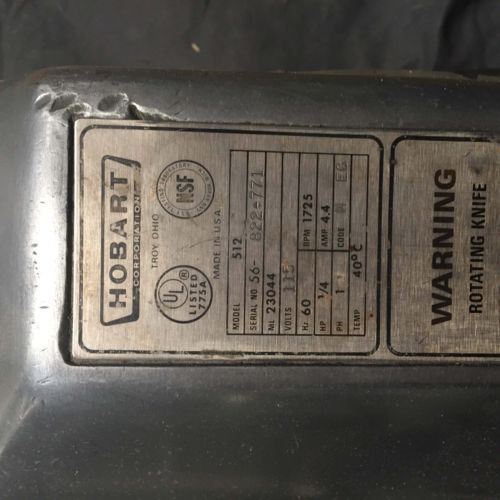 HOBART
CORPORATION
TROY OHIO
NSF
UL
LISTED
775A
MADE IN U.S.A.
MODEL 512
SERIAL NO 56- 822-771
ML 23044
VOLTS 115
Hz 60 RPM 1725
HP 1/4 AMP 4.4
PH 1 CODE
TEMP 40°C
WARNING
ROTATING KNIFE